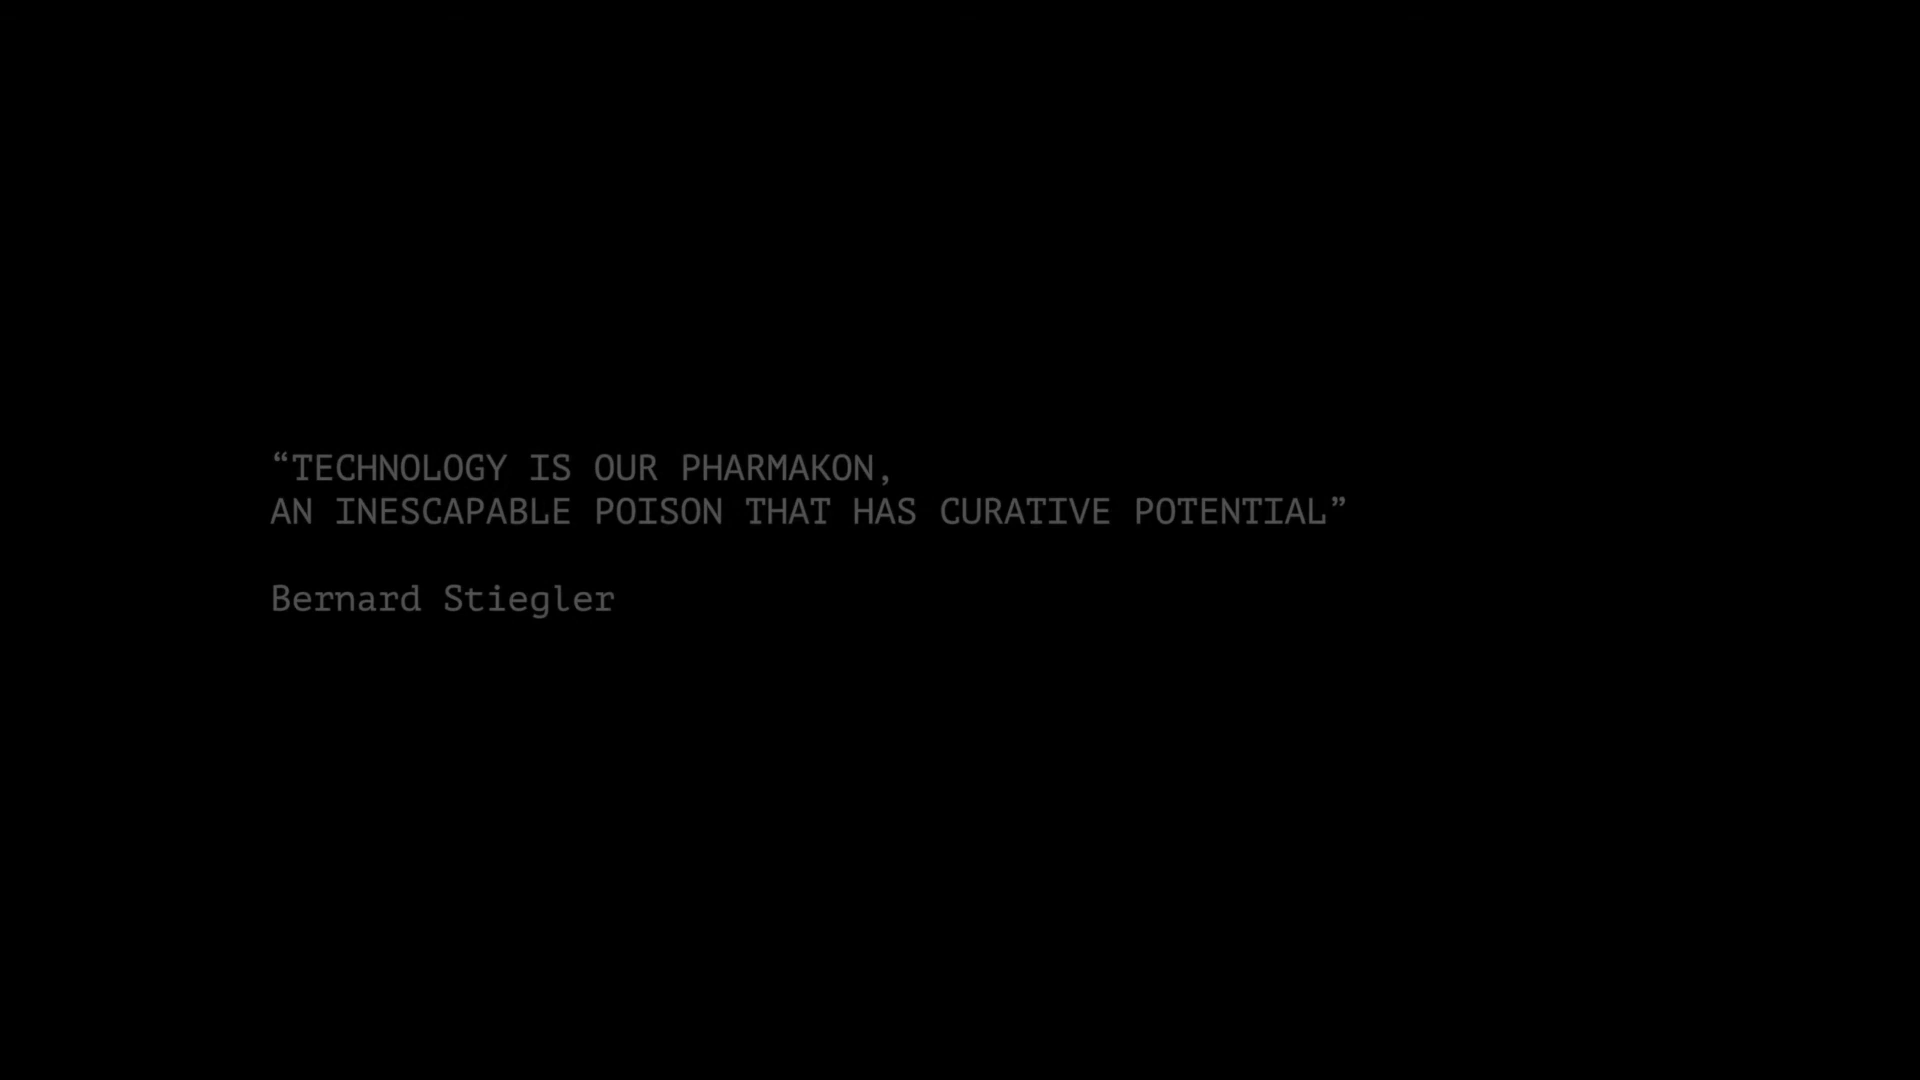 “TECHNOLOGY IS OUR PHARMAKON,
AN INESCAPABLE POISON THAT HAS CURATIVE POTENTIAL”
Bernard Stiegler